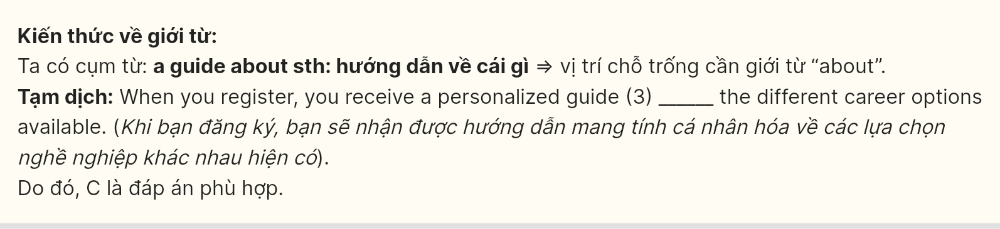 Kiến thức về giới từ:
Ta có cụm từ: a guide about sth: hướng dẫn về cái gì ⇒ vị trí chỗ trống cần giới từ “about”.
Tạm dịch: When you register, you receive a personalized guide (3) ______ the different career options
available. (Khi bạn đăng ký, bạn sẽ nhận được hướng dẫn mang tính cá nhân hóa về các lựa chọn
nghề nghiệp khác nhau hiện có).
Do đó, C là đáp án phù hợp.